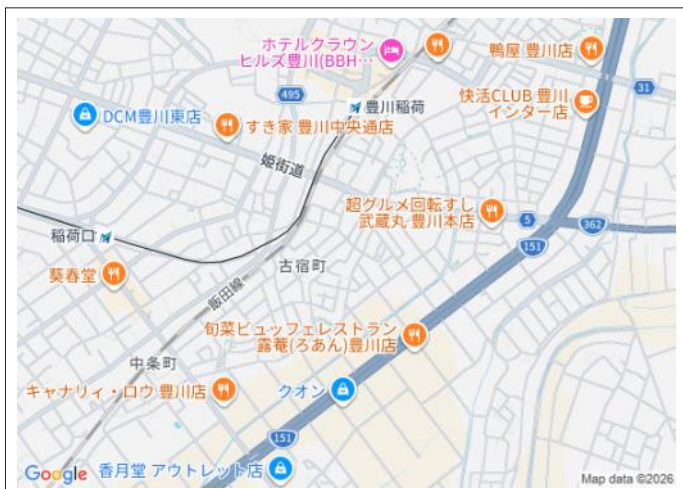 ホテルクラウン
ヒルズ豊川(BBH…
鴨屋 豊川店
31
495
快活CLUB 豊川
インター店
豊川稲荷
DCM豊川東店
すき家 豊川中央通店
姫街道
超グルメ回転すし
武蔵丸 豊川本店
5
362
稲荷口
151
古宿町
葵春堂
飯田線
旬菜ビュッフェレストラン
露菴(ろあん)豊川店
中条町
キャナリィ・ロウ 豊川店
クオン
151
Google
香月堂 アウトレット店
Map data ©2026